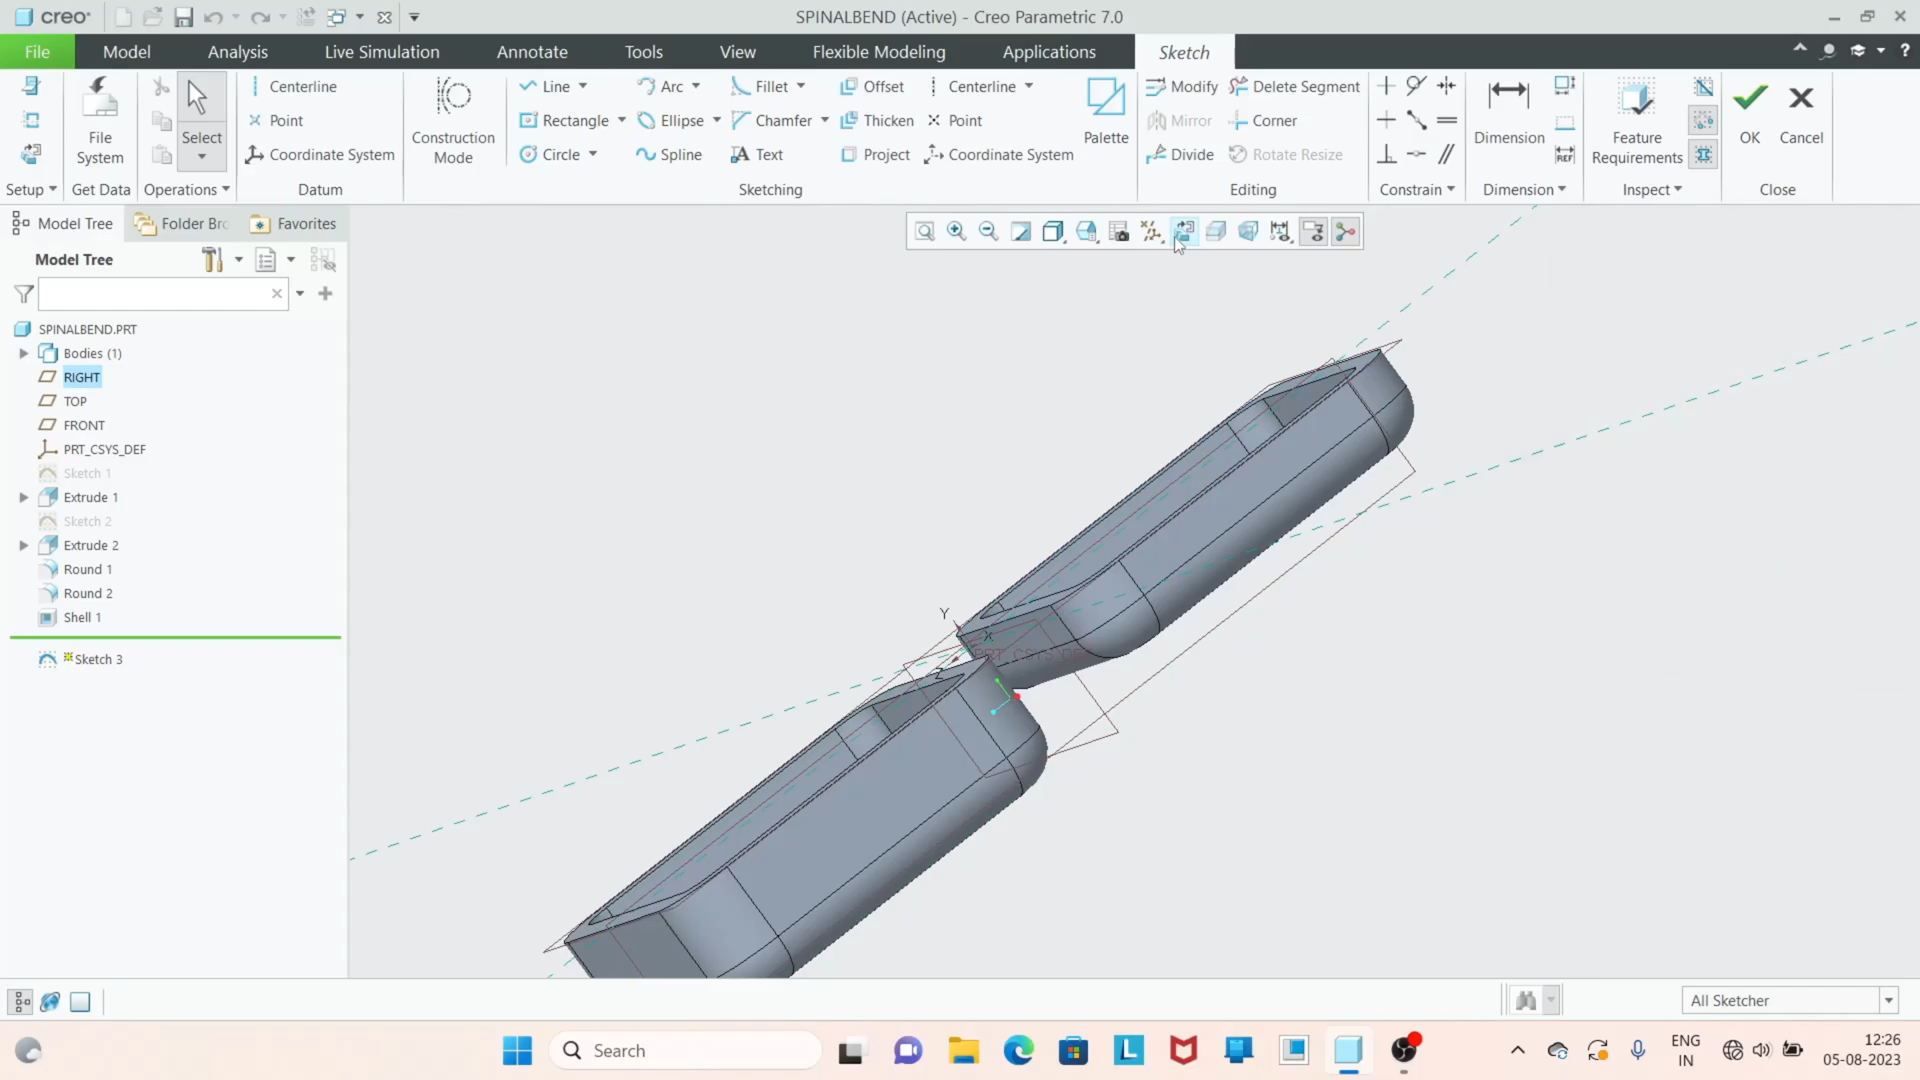 creo
SPINALBEND (Active) - Creo Parametric 7.0
File Model Analysis Live Simulation Annotate Tools View Flexible Modeling Applications Sketch
Setup
File System
Get Data
Select
Operations
Centerline
Point
Coordinate System
Datum
Construction Mode
Line Arc Fillet Offset Centerline
Rectangle Ellipse Chamfer Thicken Point
Circle Spline Text Project Coordinate System
Palette
Sketching
Modify Delete Segment
Mirror Corner
Divide Rotate Resize
Editing
Constrain
Dimension
REF
Dimension
Feature Requirements
Inspect
OK Cancel
Close
Model Tree Folder Br Favorites
Model Tree
SPINALBEND.PRT
Bodies (1)
RIGHT
TOP
FRONT
PRT_CSYS_DEF
Sketch 1
Extrude 1
Sketch 2
Extrude 2
Round 1
Round 2
Shell 1
Sketch 3
Y
X
Z
All Sketcher
Search
ENG
IN
12:26
05-08-2023